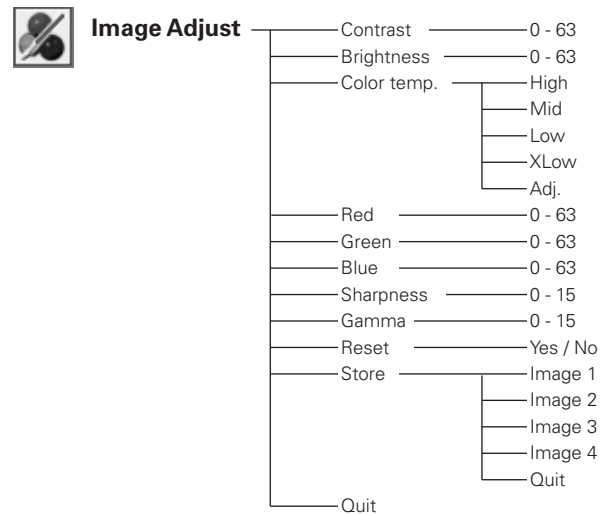 Image Adjust Contrast 0 - 63
Brightness 0 - 63
Color temp. High
Mid
Low
XLow
Adj.
Red 0 - 63
Green 0 - 63
Blue 0 - 63
Sharpness 0 - 15
Gamma 0 - 15
Reset Yes / No
Store Image 1
Image 2
Image 3
Image 4
Quit
Quit